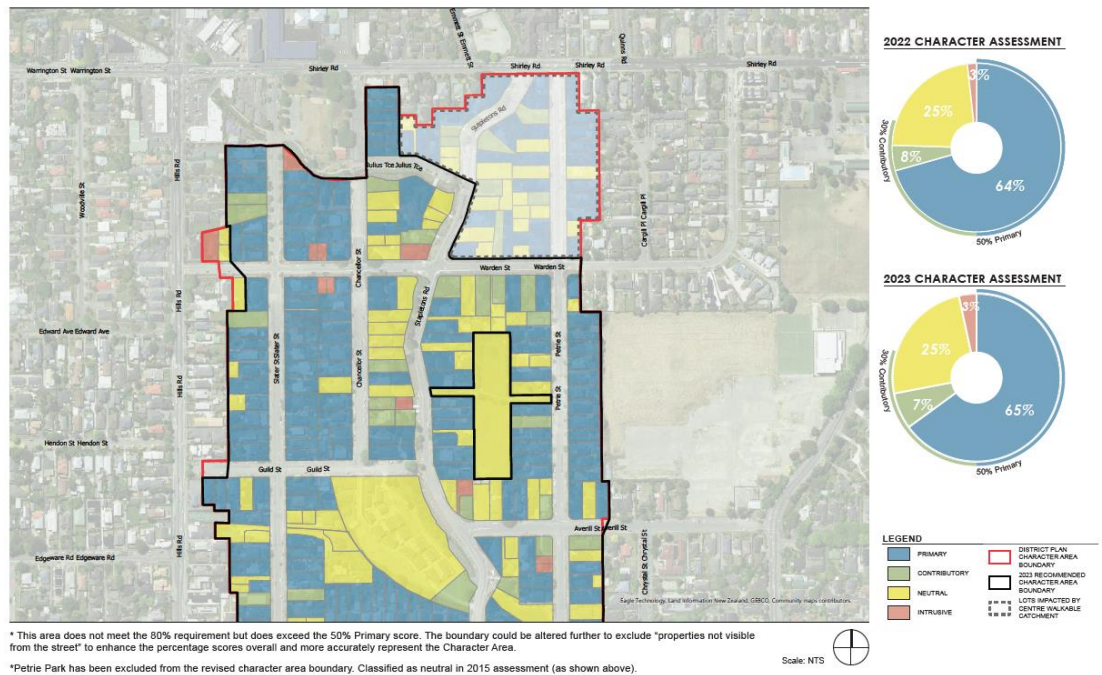 Emmett St Emmett St
Quinns Rd
Warrington St Warrington St
Shirley Rd
Shirley Rd
Shirley Rd
Shirley Rd
Stapletons Rd
Julius Tce Julius Tce
Hills Rd
Woodville St
Cargill Pl Cargill Pl
Chancellor St
Warden St
Warden St
Hills Rd
Stapletons Rd
Edward Ave Edward Ave
Slater St Slater St
Chancellor St
Petrie St
Hills Rd
Petrie St
Hendon St Hendon St
Guild St
Guild St
Averill St Averill St
Hills Rd
Edgeware Rd Edgeware Rd
Chrystal St Chrystal St
Eagle Technology, Land Information New Zealand, GEBCO, Community maps contributors
2022 CHARACTER ASSESSMENT
3%
25%
8%
64%
30% Contributory
50% Primary
2023 CHARACTER ASSESSMENT
3%
25%
7%
65%
30% Contributory
50% Primary
LEGEND
PRIMARY
CONTRIBUTORY
NEUTRAL
INTRUSIVE
DISTRICT PLAN
CHARACTER AREA
BOUNDARY
2023 RECOMMENDED
CHARACTER AREA
BOUNDARY
LOTS IMPACTED BY
CENTRE WALKABLE
CATCHMENT
* This area does not meet the 80% requirement but does exceed the 50% Primary score. The boundary could be altered further to exclude "properties not visible
from the street" to enhance the percentage scores overall and more accurately represent the Character Area.
*Petrie Park has been excluded from the revised character area boundary. Classified as neutral in 2015 assessment (as shown above).
Scale: NTS